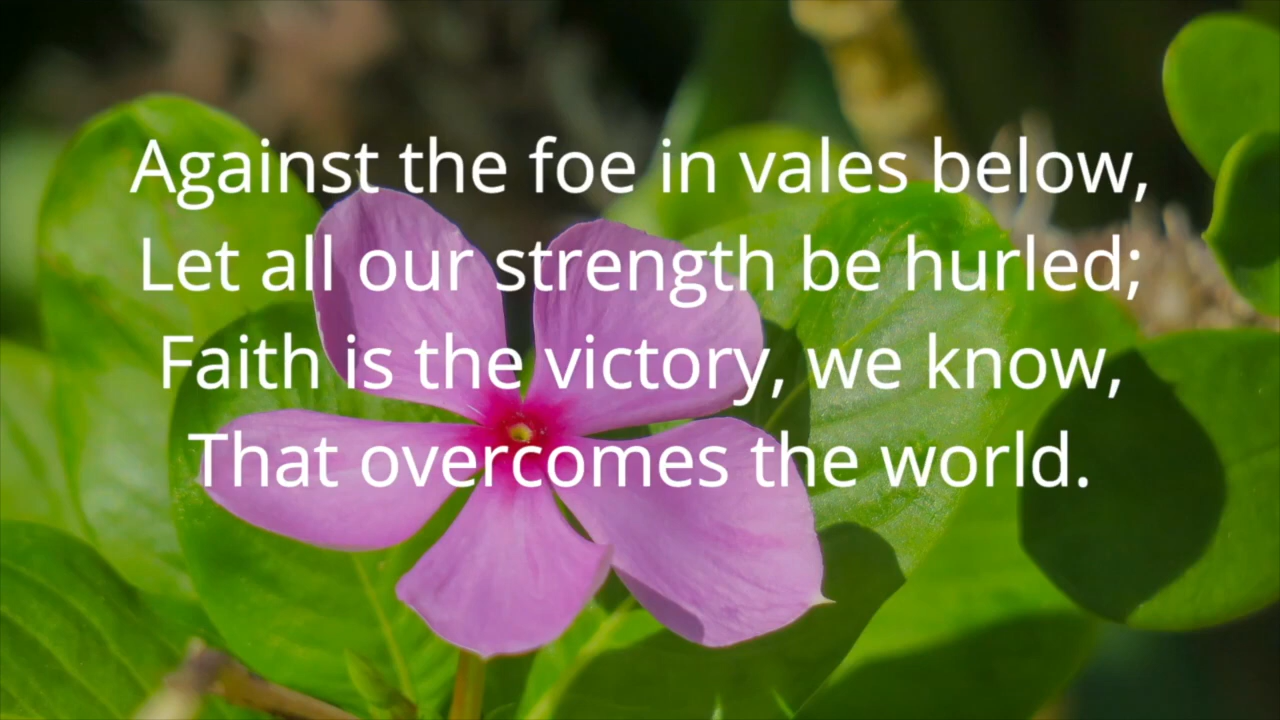 Against the foe in vales below,
Let all our strength be hurled;
Faith is the victory, we know,
That overcomes the world.